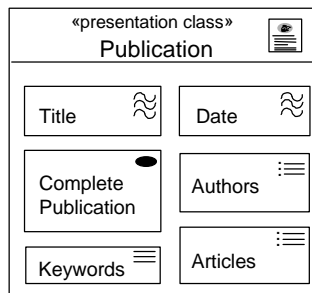 «presentation class»
Publication
Title
Date
Complete
Publication
Authors
Keywords
Articles